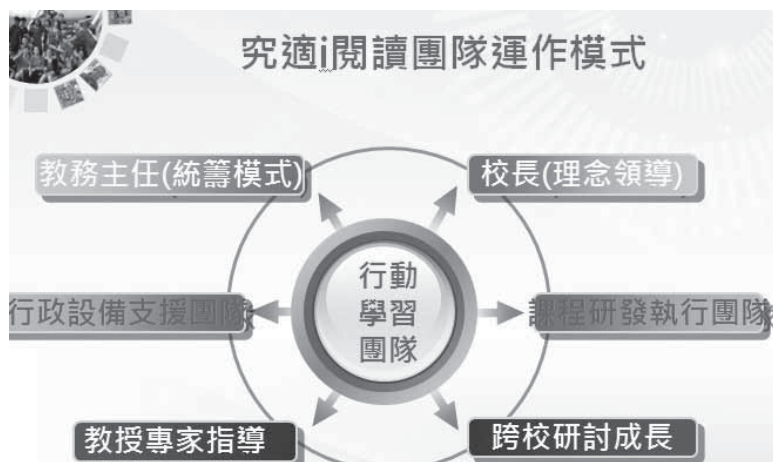 究適i閱讀團隊運作模式
教務主任(統籌模式)
校長(理念領導)
行動
學習
團隊
行政設備支援團隊
課程研發執行團隊
教授專家指導
跨校研討成長